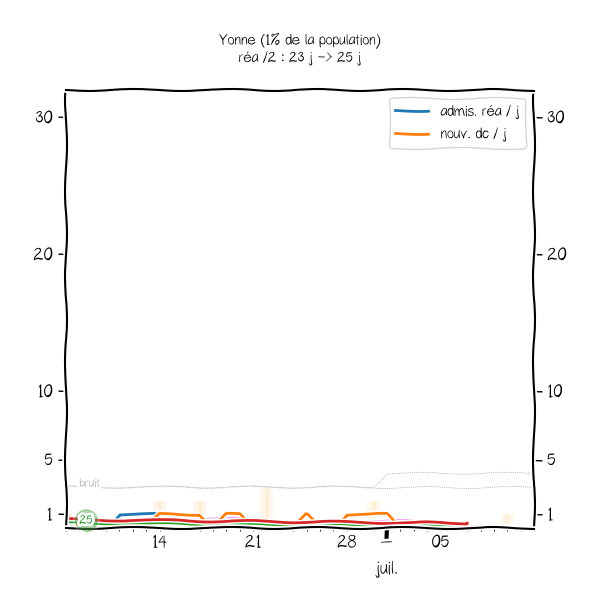 Yonne (1% de la population)
réa /2 : 23 j -> 25 j
admis. réa / j
nouv. dc / j
30 30
20 20
10 10
5 5
bruit
1 1
25
14 21 28 1 05
juil.